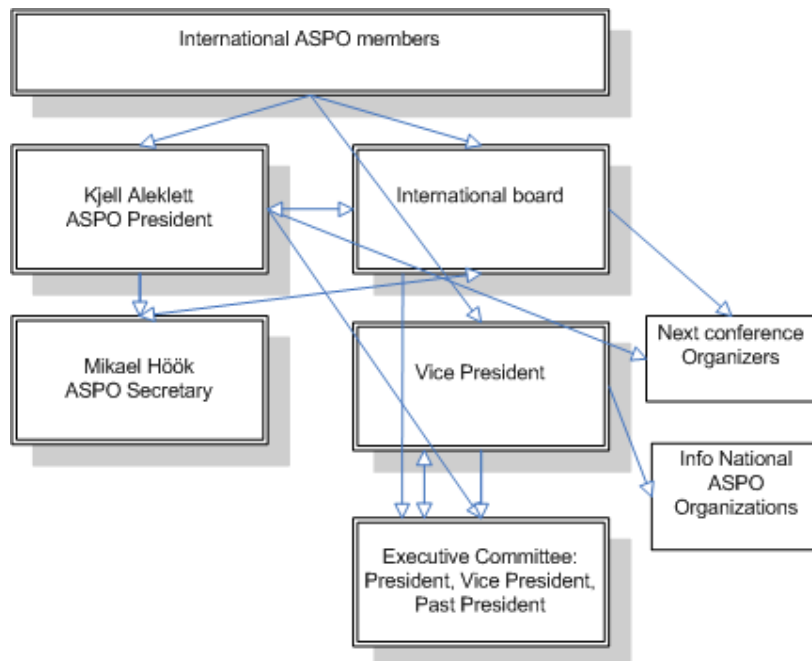 International ASPO members
Kjell Aleklett
ASPO President
International board
Mikael Höök
ASPO Secretary
Vice President
Next conference
Organizers
Info National
ASPO
Organizations
Executive Committee:
President, Vice President,
Past President